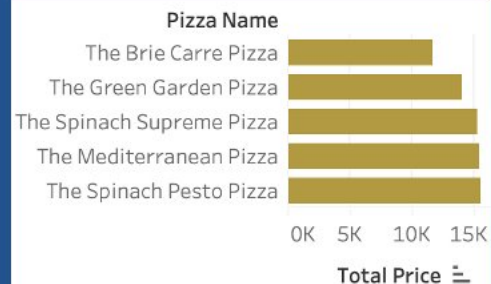 Pizza Name
The Brie Carre Pizza
The Green Garden Pizza
The Spinach Supreme Pizza
The Mediterranean Pizza
The Spinach Pesto Pizza
0K 5K 10K 15K
Total Price